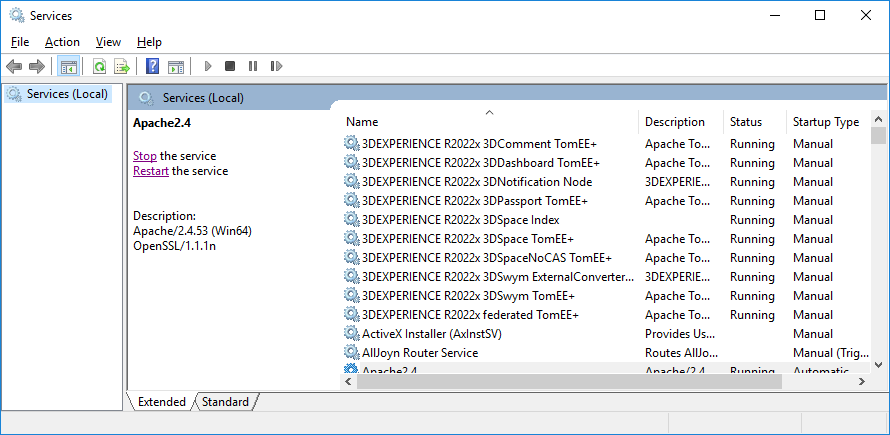 Services
File Action View Help
Services (Local)
Services (Local)
Apache2.4
Stop the service
Restart the service
Description:
Apache/2.4.53 (Win64)
OpenSSL/1.1.1n
Name Description Status Startup Type
3DEXPERIENCE R2022x 3DComment TomEE+ Apache To... Running Manual
3DEXPERIENCE R2022x 3DDashboard TomEE+ Apache To... Running Manual
3DEXPERIENCE R2022x 3DNotification Node 3DEXPERIE... Running Manual
3DEXPERIENCE R2022x 3DPassport TomEE+ Apache To... Running Manual
3DEXPERIENCE R2022x 3DSpace Index Running Manual
3DEXPERIENCE R2022x 3DSpace TomEE+ Apache To... Running Manual
3DEXPERIENCE R2022x 3DSpaceNoCAS TomEE+ Apache To... Running Manual
3DEXPERIENCE R2022x 3DSwym ExternalConverter... 3DEXPERIE... Running Manual
3DEXPERIENCE R2022x 3DSwym TomEE+ Apache To... Running Manual
3DEXPERIENCE R2022x federated TomEE+ Apache To... Running Manual
ActiveX Installer (AxInstSV) Provides Us... Manual
AllJoyn Router Service Routes AllJo... Manual (Trig...
Apache2.4 Apache/2.4... Running Automatic
Extended Standard